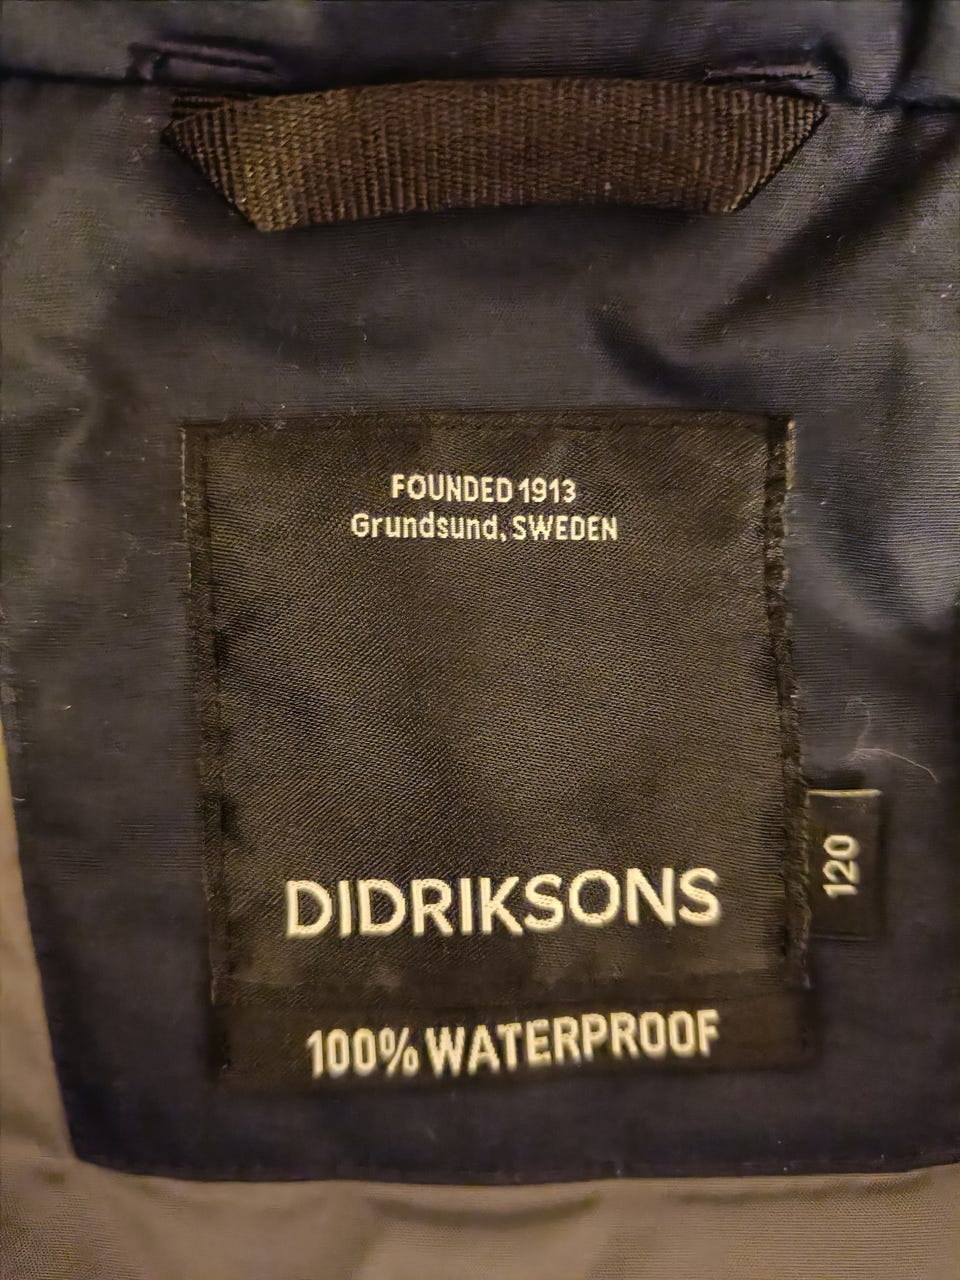 FOUNDED 1913
Grundsund, SWEDEN
DIDRIKSONS
120
100% WATERPROOF